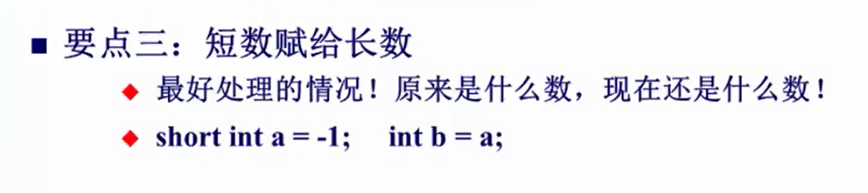 ■ 要点三：短数赋给长数
◆ 最好处理的情况！原来是什么数，现在还是什么数！
◆ short int a = -1; int b = a;